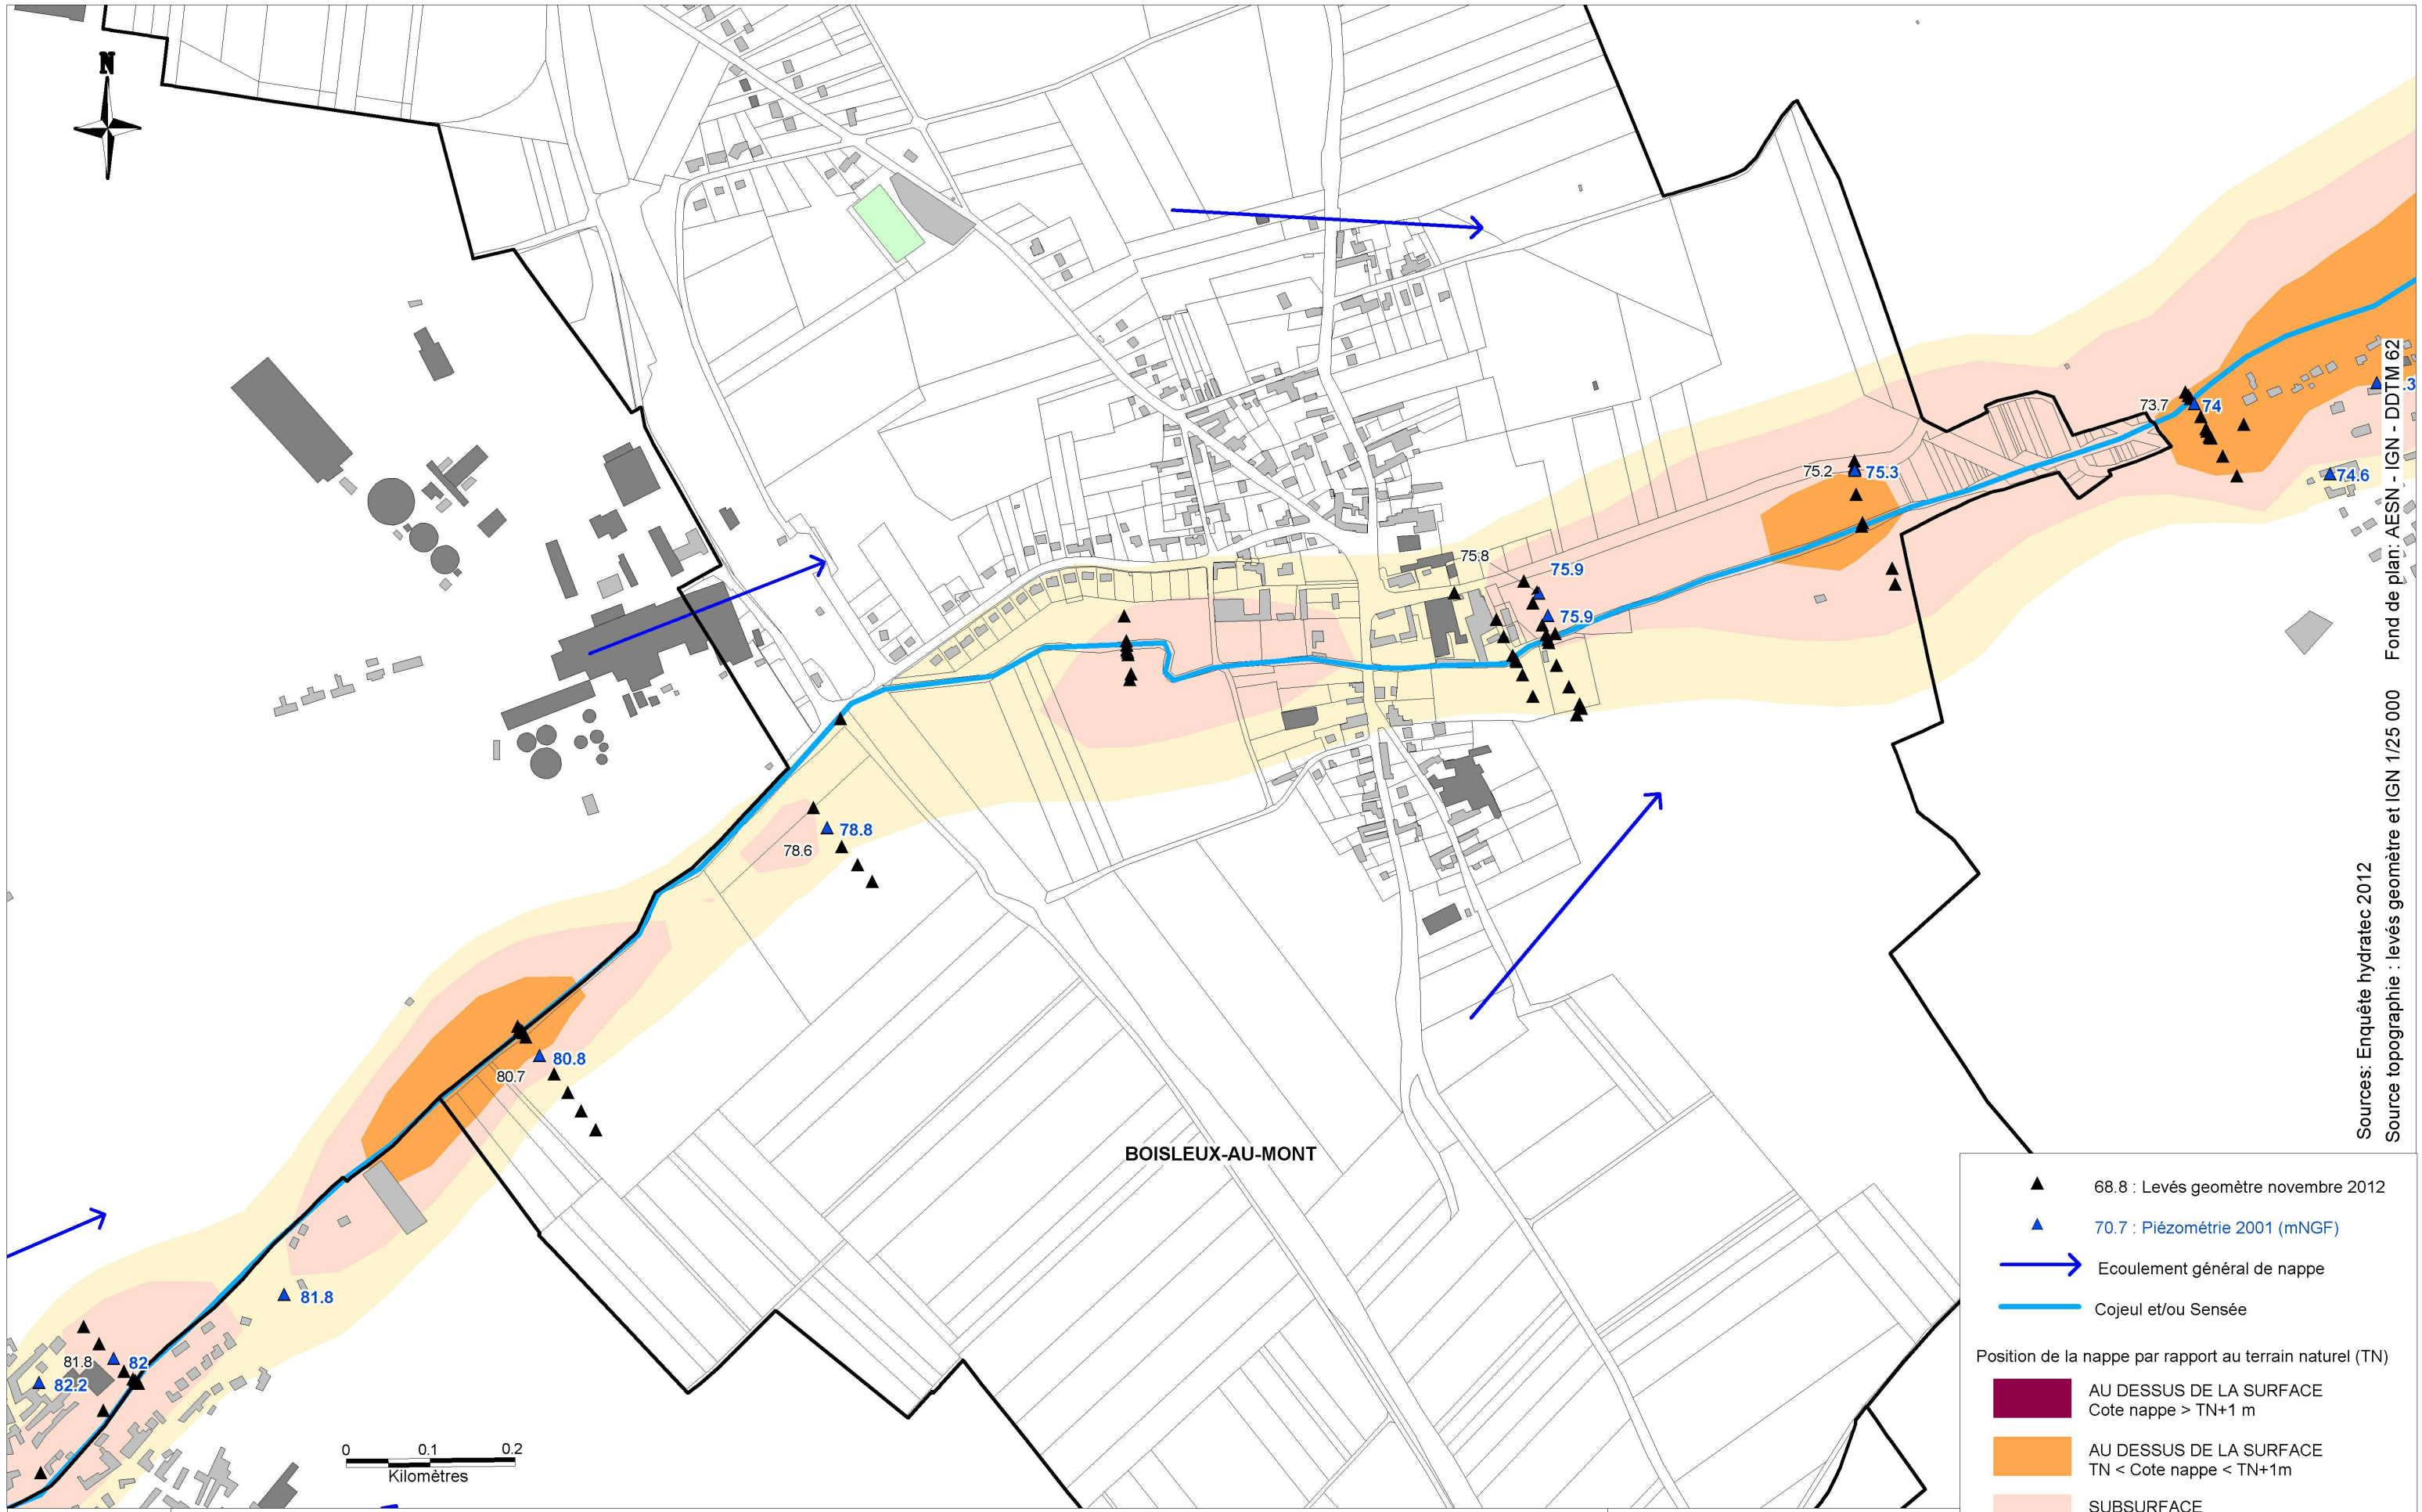 N
73.7
74
.3
75.2
75.3
74.6
75.8
75.9
75.9
78.8
78.6
80.8
80.7
BOISLEUX-AU-MONT
81.8
81.8
82
82.2
0 0.1 0.2
Kilomètres
Sources: Enquête hydratec 2012
Source topographie : levés geomètre et IGN 1/25 000 Fond de plan: AESN - IGN - DDTM 62
68.8 : Levés geomètre novembre 2012
70.7 : Piézométrie 2001 (mNGF)
Ecoulement général de nappe
Cojeul et/ou Sensée
Position de la nappe par rapport au terrain naturel (TN)
AU DESSUS DE LA SURFACE
Cote nappe > TN+1 m
AU DESSUS DE LA SURFACE
TN < Cote nappe < TN+1m
SUBSURFACE